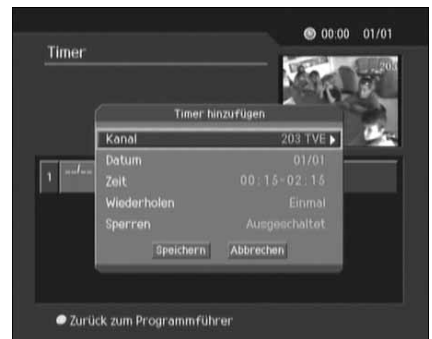 00:00 01/01
Timer
203
Timer hinzufügen
Kanal 203 TVE
Datum 01/01
Zeit 00:15-02:15
Wiederholen Einmal
Sperren Ausgeschaltet
Speichern Abbrechen
1 --/--
Zurück zum Programmführer